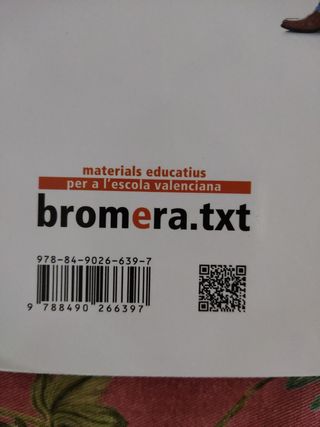 materials educatius
per a l'escola valenciana
bromera.txt
978-84-9026-639-7
9 788490 266397